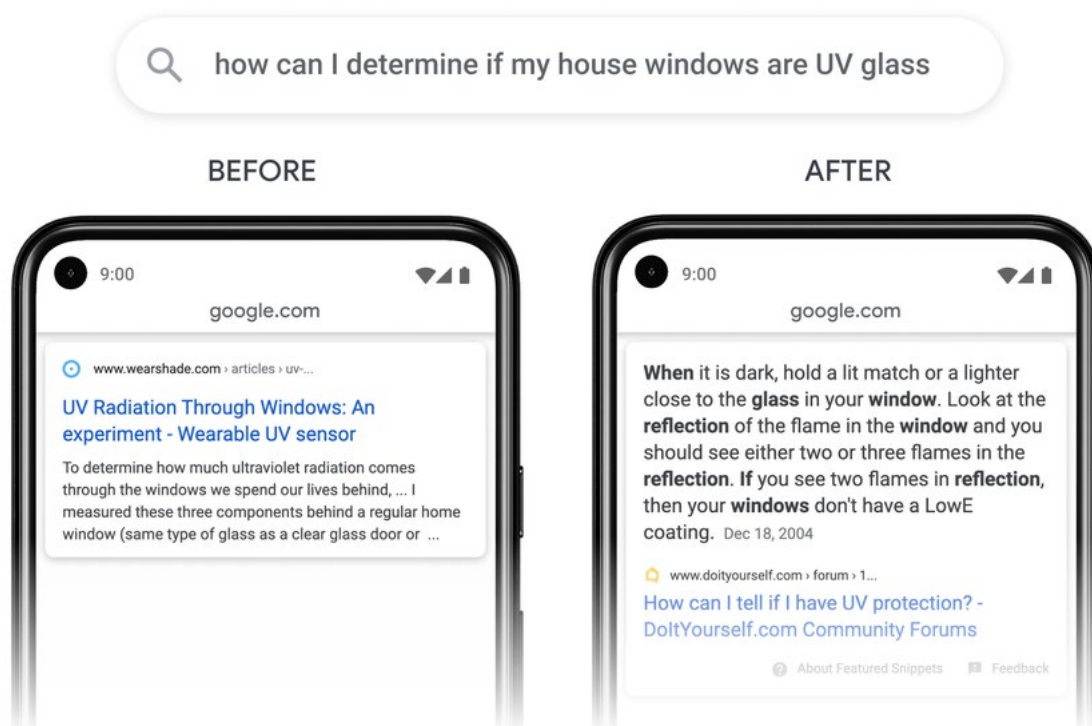 how can I determine if my house windows are UV glass
BEFORE
9:00
google.com
www.wearshade.com › articles › uv-...
UV Radiation Through Windows: An
experiment - Wearable UV sensor
To determine how much ultraviolet radiation comes
through the windows we spend our lives behind, ... I
measured these three components behind a regular home
window (same type of glass as a clear glass door or ...
AFTER
9:00
google.com
When it is dark, hold a lit match or a lighter
close to the glass in your window. Look at the
reflection of the flame in the window and you
should see either two or three flames in the
reflection. If you see two flames in reflection,
then your windows don't have a LowE
coating. Dec 18, 2004
www.doityourself.com › forum › 1...
How can I tell if I have UV protection? -
DoItYourself.com Community Forums
About Featured Snippets Feedback